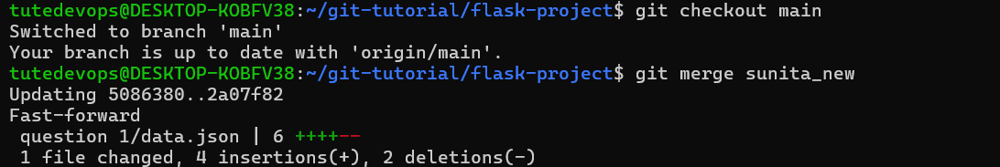 tutedevops@DESKTOP-KOBFV38:~/git-tutorial/flask-project$ git checkout main
Switched to branch 'main'
Your branch is up to date with 'origin/main'.
tutedevops@DESKTOP-KOBFV38:~/git-tutorial/flask-project$ git merge sunita_new
Updating 5086380..2a07f82
Fast-forward
 question 1/data.json | 6 ++++--
 1 file changed, 4 insertions(+), 2 deletions(-)